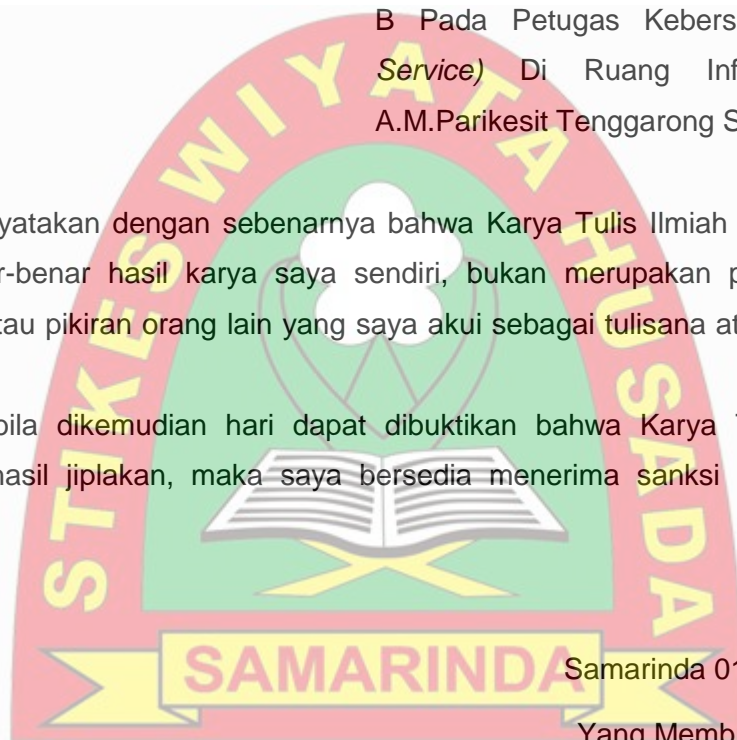 B Pada Petugas Kebers
Service) Di Ruang Inf
A.M.Parikesit Tenggarong S
yatakan dengan sebenarnya bahwa Karya Tulis Ilmiah
r-benar hasil karya saya sendiri, bukan merupakan p
tau pikiran orang lain yang saya akui sebagai tulisana at
bila dikemudian hari dapat dibuktikan bahwa Karya T
hasil jiplakan, maka saya bersedia menerima sanksi
Samarinda 01
Yang Memb
STIKES WIYATA HUSADA
SAMARINDA